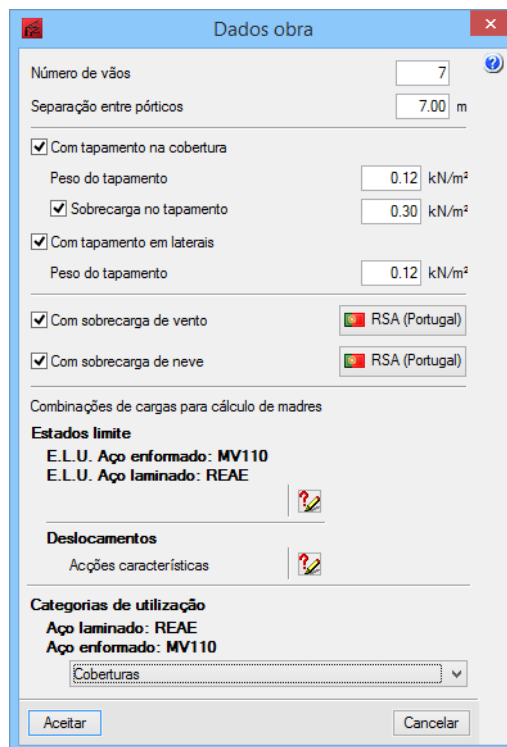 Dados obra
Número de vãos 7
Separação entre pórticos 7.00 m
Com tapamento na cobertura
Peso do tapamento 0.12 kN/m²
Sobrecarga no tapamento 0.30 kN/m²
Com tapamento em laterais
Peso do tapamento 0.12 kN/m²
Com sobrecarga de vento RSA (Portugal)
Com sobrecarga de neve RSA (Portugal)
Combinações de cargas para cálculo de madres
Estados limite
E.L.U. Aço enformado: MV110
E.L.U. Aço laminado: REAE
Deslocamentos
Acções características
Categorias de utilização
Aço laminado: REAE
Aço enformado: MV110
Coberturas
Aceitar Cancelar